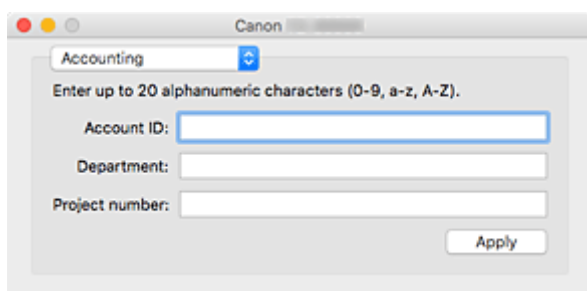 Canon
Accounting
Enter up to 20 alphanumeric characters (0-9, a-z, A-Z).
Account ID:
Department:
Project number:
Apply